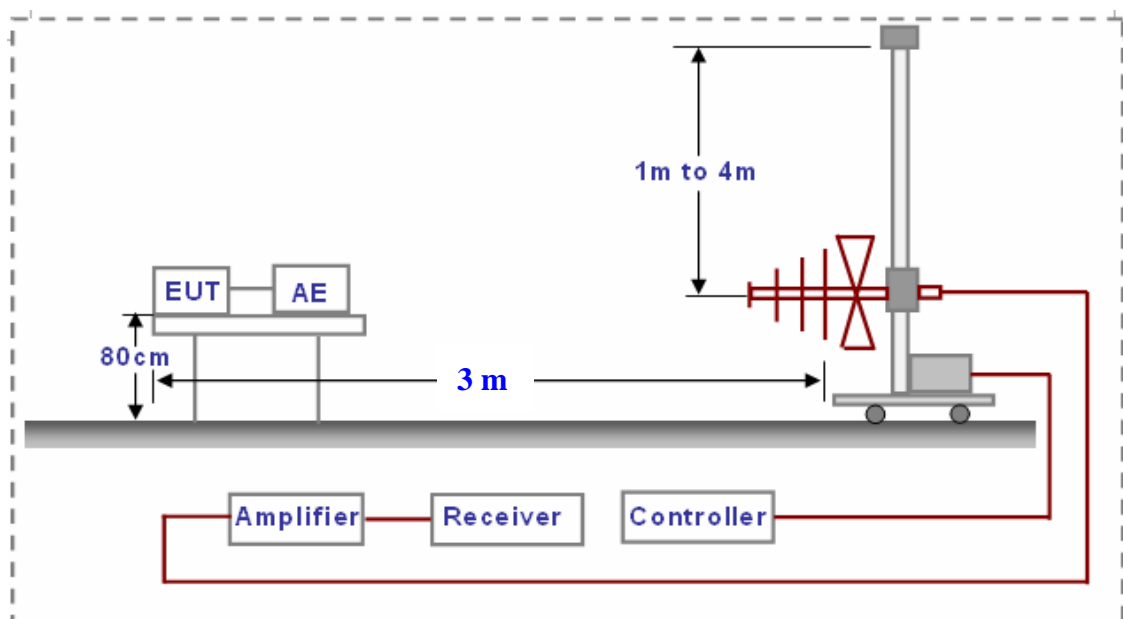 1m to 4m
EUT
AE
80cm
3 m
Amplifier
Receiver
Controller